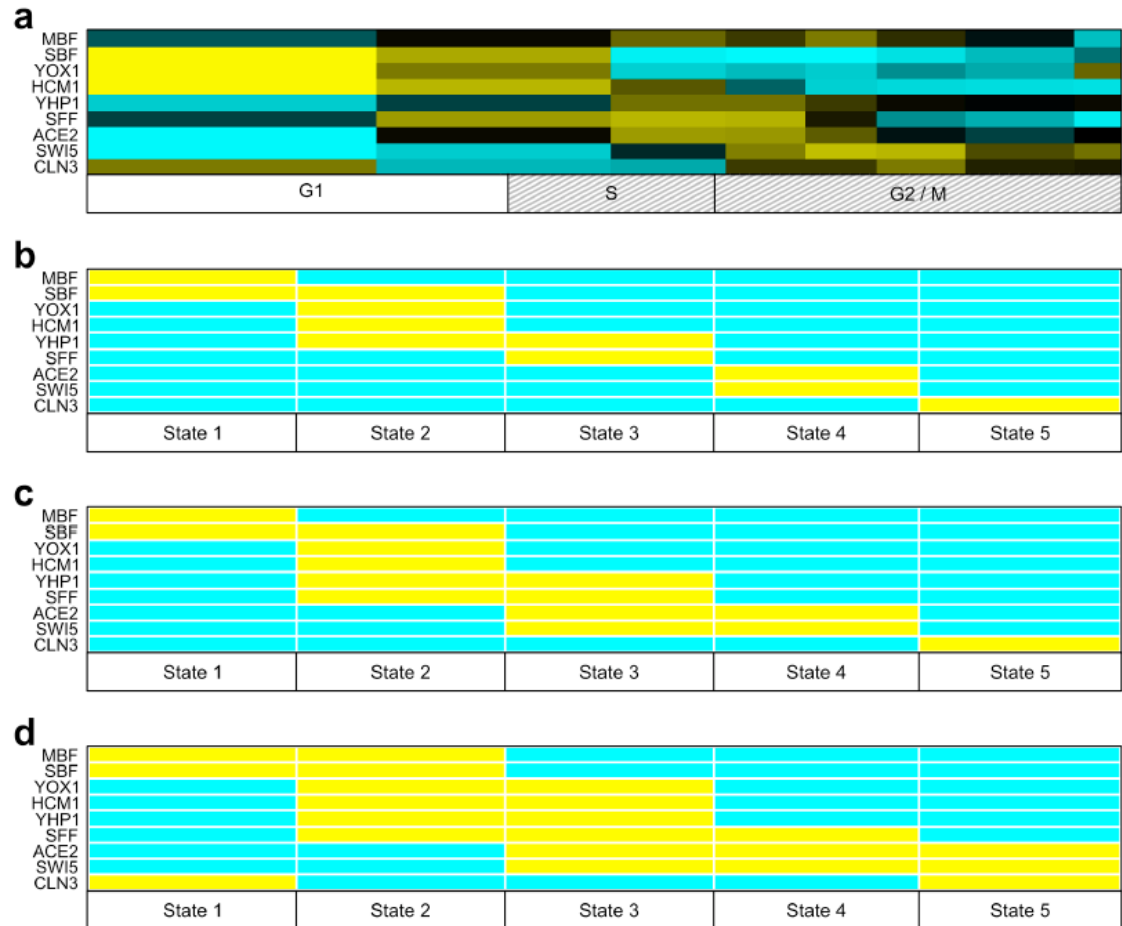 a
MBF
SBF
YOX1
HCM1
YHP1
SFF
ACE2
SWI5
CLN3
G1 S G2 / M
b
MBF
SBF
YOX1
HCM1
YHP1
SFF
ACE2
SWI5
CLN3
State 1 State 2 State 3 State 4 State 5
c
MBF
SBF
YOX1
HCM1
YHP1
SFF
ACE2
SWI5
CLN3
State 1 State 2 State 3 State 4 State 5
d
MBF
SBF
YOX1
HCM1
YHP1
SFF
ACE2
SWI5
CLN3
State 1 State 2 State 3 State 4 State 5